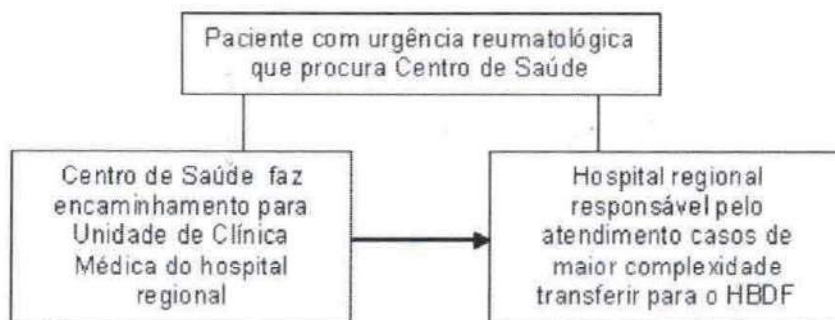 Paciente com urgência reumatológica
que procura Centro de Saúde
Centro de Saúde faz
encaminhamento para
Unidade de Clínica
Médica do hospital
regional
Hospital regional
responsável pelo
atendimento casos de
maior complexidade
transferir para o HBDF